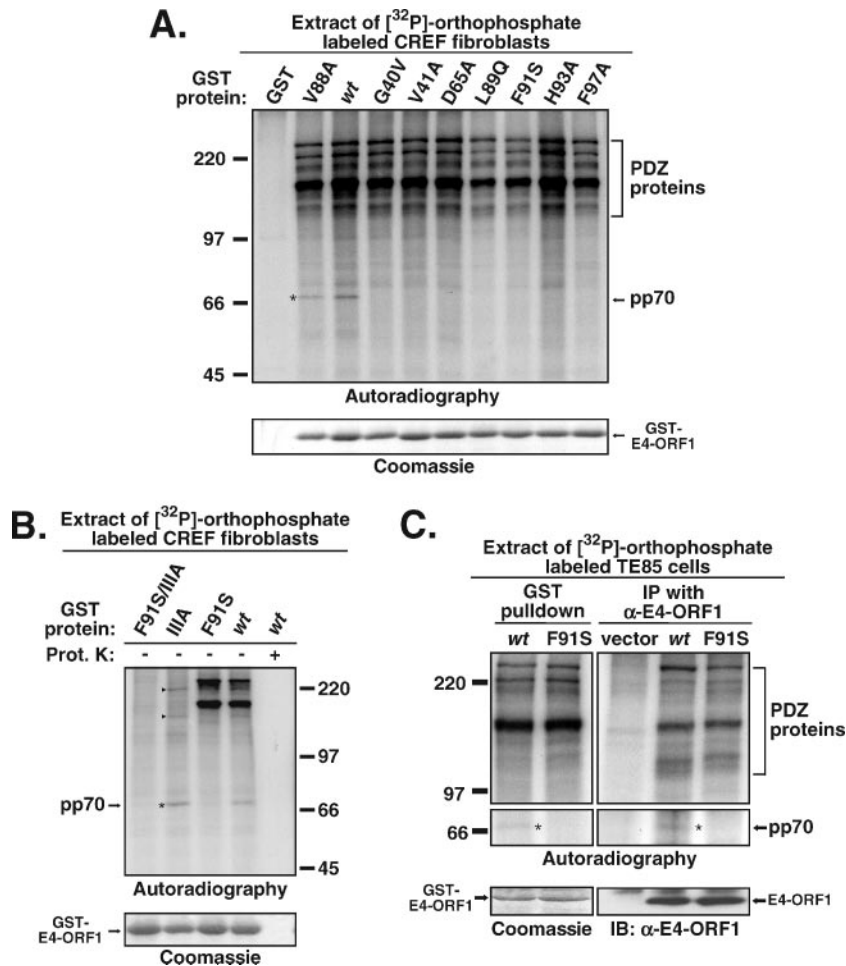 A.
Extract of [32P]-orthophosphate
labeled CREF fibroblasts
GST
protein:
GST
V88A
wt
G40V
V41A
D65A
L89Q
F91S
H93A
F97A
220
97
66
45
PDZ
proteins
*
pp70
Autoradiography
GST-
E4-ORF1
Coomassie
B.
Extract of [32P]-orthophosphate
labeled CREF fibroblasts
GST
protein:
F91S/IIIA
IIIA
F91S
wt
wt
Prot. K: - - - - +
220
97
66
45
pp70
*
Autoradiography
GST-
E4-ORF1
Coomassie
C.
Extract of [32P]-orthophosphate
labeled TE85 cells
GST
pulldown
IP with
α-E4-ORF1
wt F91S vector wt F91S
220
97
66
PDZ
proteins
* *
pp70
Autoradiography
GST-
E4-ORF1
E4-ORF1
Coomassie IB: α-E4-ORF1